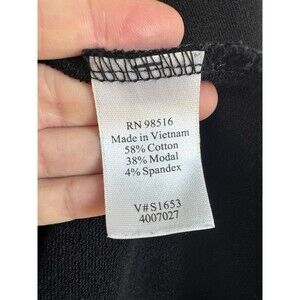 RN 98516
Made in Vietnam
58% Cotton
38% Modal
4% Spandex
V#S1653
4007027